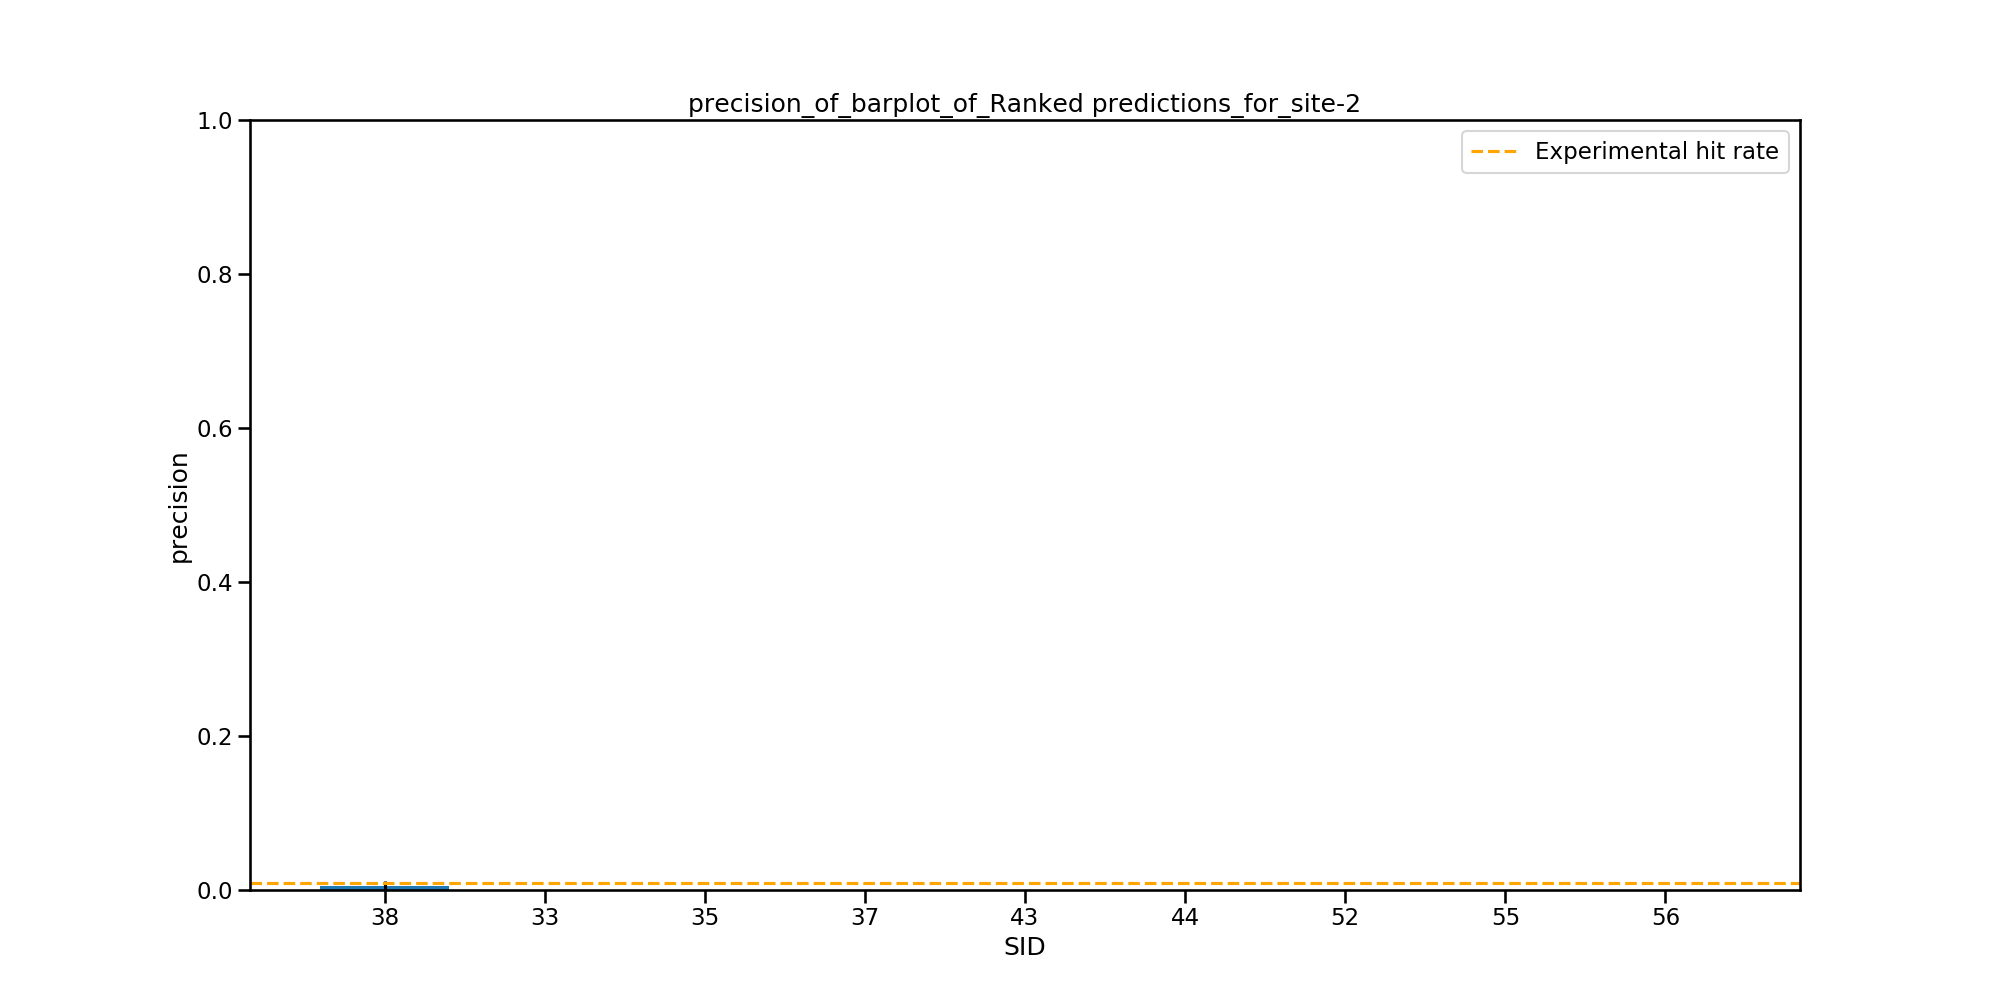 precision_of_barplot_of_Ranked predictions_for_site-2
1.0
Experimental hit rate
0.8
0.6
precision
0.4
0.2
0.0
38 33 35 37 43 44 52 55 56
SID